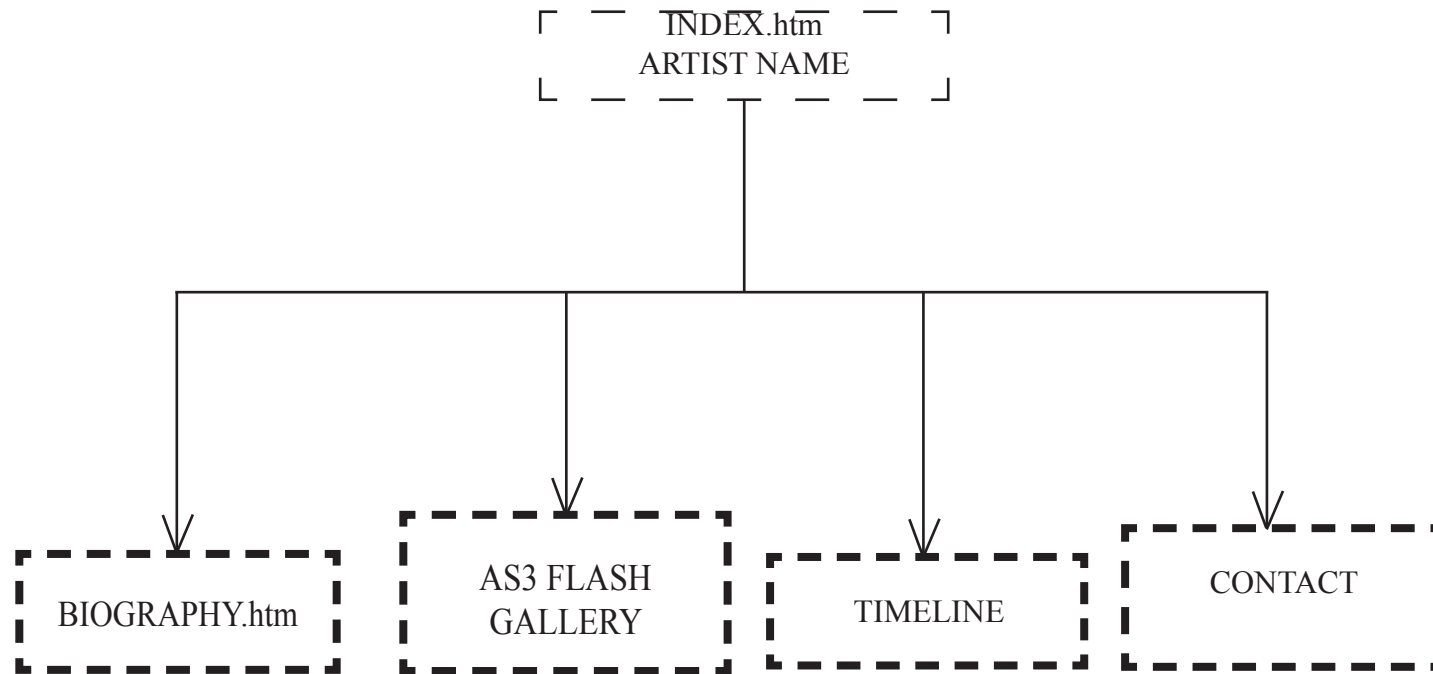 INDEX.htm
ARTIST NAME
BIOGRAPHY.htm
AS3 FLASH
GALLERY
TIMELINE
CONTACT